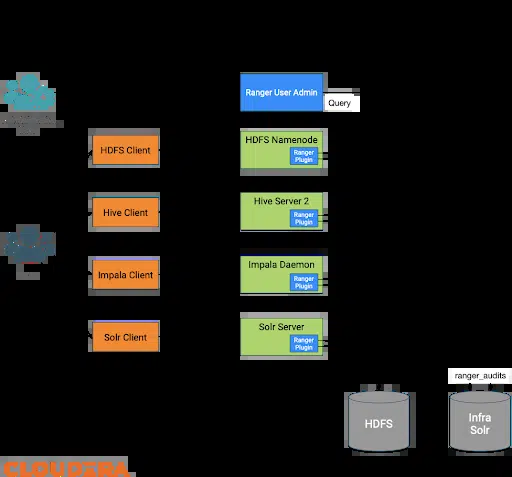 Ranger User Admin
Query
HDFS Client
HDFS Namenode
Ranger
Plugin
Hive Client
Hive Server 2
Ranger
Plugin
Impala Client
Impala Daemon
Ranger
Plugin
Solr Client
Solr Server
Ranger
Plugin
ranger_audits
HDFS
Infra
Solr
CLOUDERA